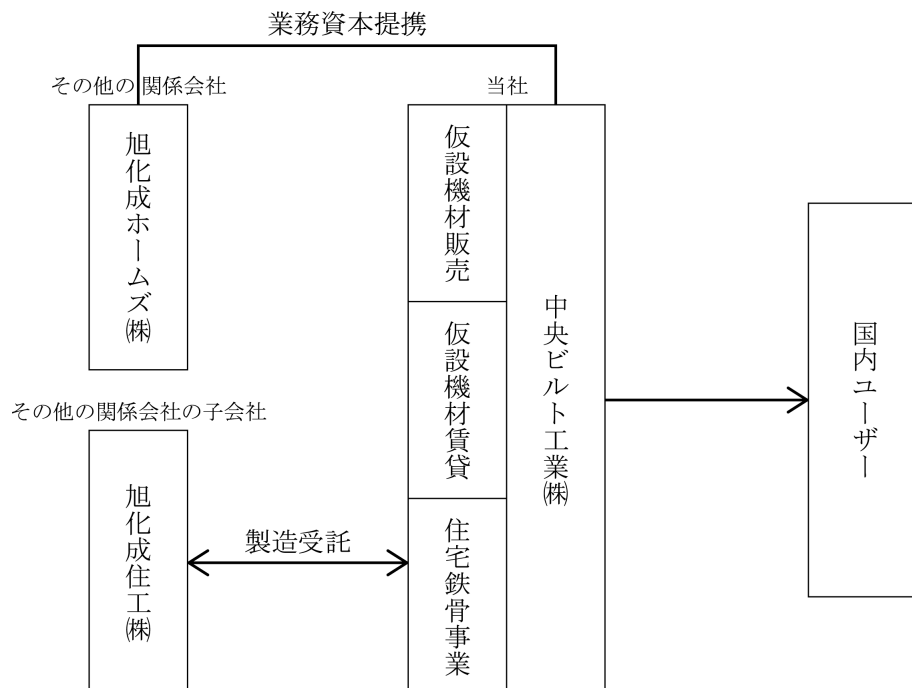 業務資本提携
その他の関係会社
当社
旭化成ホームズ㈱
仮設機材販売
仮設機材賃貸
住宅鉄骨事業
中央ビルト工業㈱
国内ユーザー
その他の関係会社の子会社
旭化成住工㈱
製造受託